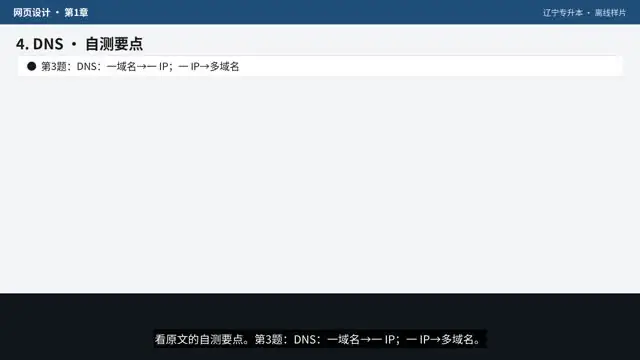 网页设计 · 第1章
辽宁专升本 · 离线样片
4. DNS · 自测要点
● 第3题：DNS：一域名→一 IP；一 IP→多域名
看原文的自测要点。第3题：DNS：一域名→一 IP；一 IP→多域名。